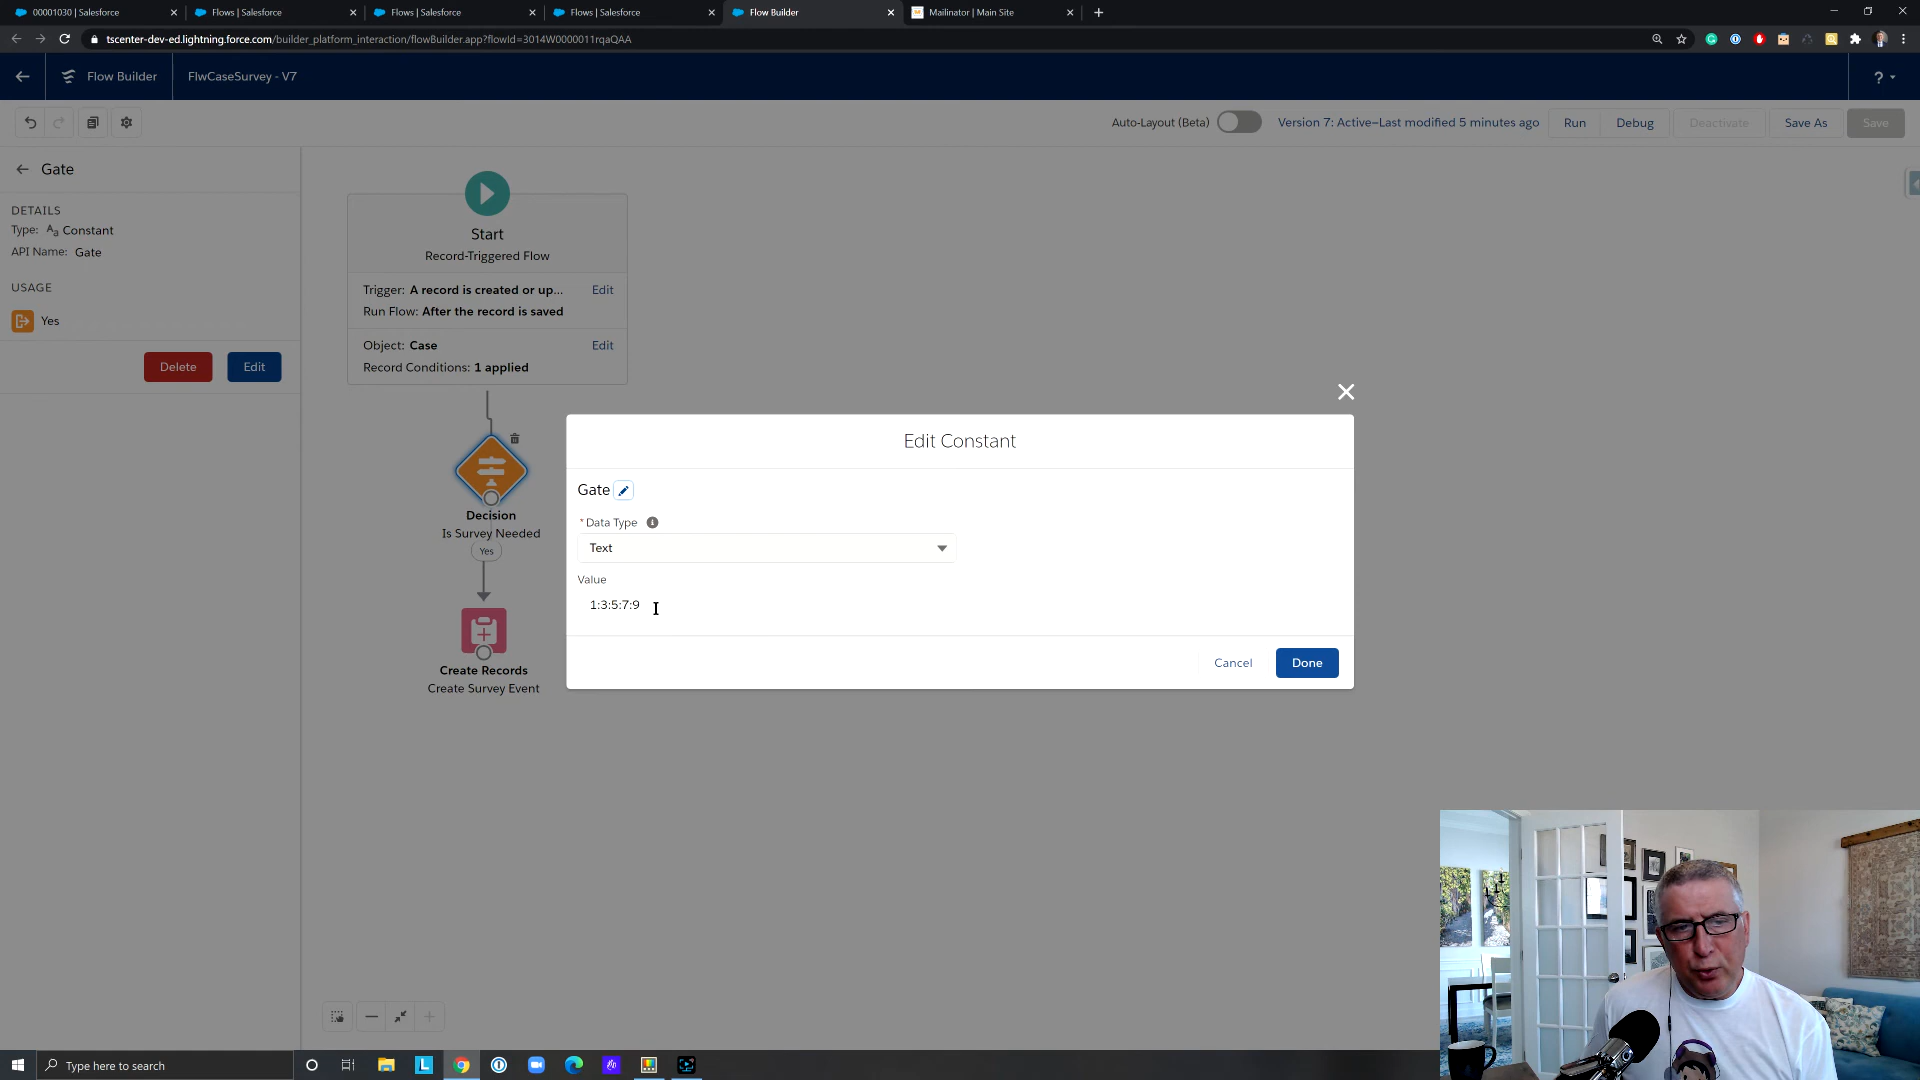 00001030 | Salesforce
Flows | Salesforce
Flows | Salesforce
Flows | Salesforce
Flow Builder
Mailinator | Main Site
tscenter-dev-ed.lightning.force.com/builder_platform_interaction/flowBuilder.app?flowId=3014W0000011rqaQAA
Flow Builder
FlwCaseSurvey - V7
?
Auto-Layout (Beta)
Version 7: Active—Last modified 5 minutes ago
Run
Debug
Deactivate
Save As
Save
Gate
DETAILS
Type: Aa Constant
API Name: Gate
USAGE
Yes
Delete
Edit
Start
Record-Triggered Flow
Trigger: A record is created or up...
Edit
Run Flow: After the record is saved
Object: Case
Edit
Record Conditions: 1 applied
Decision
Is Survey Needed
Yes
Create Records
Create Survey Event
Edit Constant
Gate
* Data Type
Text
Value
1:3:5:7:9
Cancel
Done
Type here to search